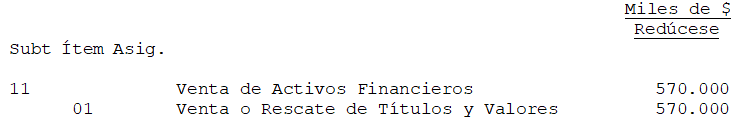 Miles de $
Redúcese
Subt Ítem Asig.
11 Venta de Activos Financieros 570.000
01 Venta o Rescate de Títulos y Valores 570.000